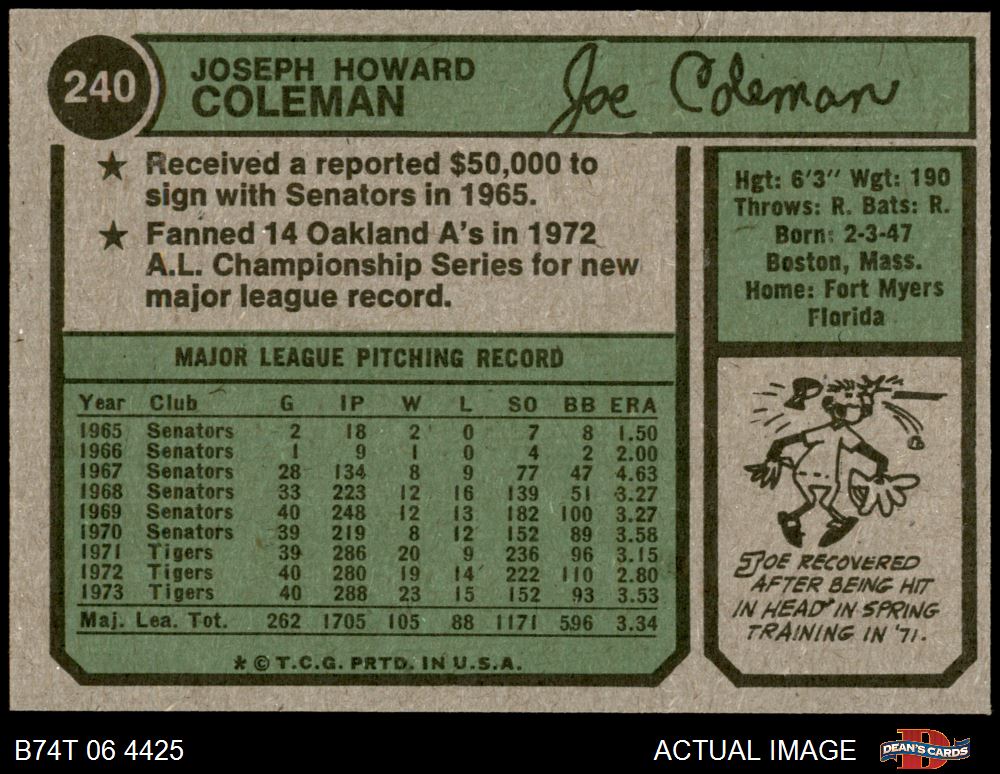 240
JOSEPH HOWARD
COLEMAN
Joe Coleman
★ Received a reported $50,000 to
sign with Senators in 1965.
★ Fanned 14 Oakland A's in 1972
A.L. Championship Series for new
major league record.
Hgt: 6'3" Wgt: 190
Throws: R. Bats: R.
Born: 2-3-47
Boston, Mass.
Home: Fort Myers
Florida
MAJOR LEAGUE PITCHING RECORD
Year Club G IP W L SO BB ERA
1965 Senators 2 18 2 0 7 8 1.50
1966 Senators 1 9 1 0 4 2 2.00
1967 Senators 28 134 8 9 77 47 4.63
1968 Senators 33 223 12 16 139 51 3.27
1969 Senators 40 248 12 13 182 100 3.27
1970 Senators 39 219 8 12 152 89 3.58
1971 Tigers 39 286 20 9 236 96 3.15
1972 Tigers 40 280 19 14 222 110 2.80
1973 Tigers 40 288 23 15 152 93 3.53
Maj. Lea. Tot. 262 1705 105 88 1171 596 3.34
* © T.C.G. PRTD. IN U.S.A.
JOE RECOVERED
AFTER BEING HIT
IN HEAD IN SPRING
TRAINING IN '71.
B74T 06 4425
ACTUAL IMAGE
DEAN'S CARDS